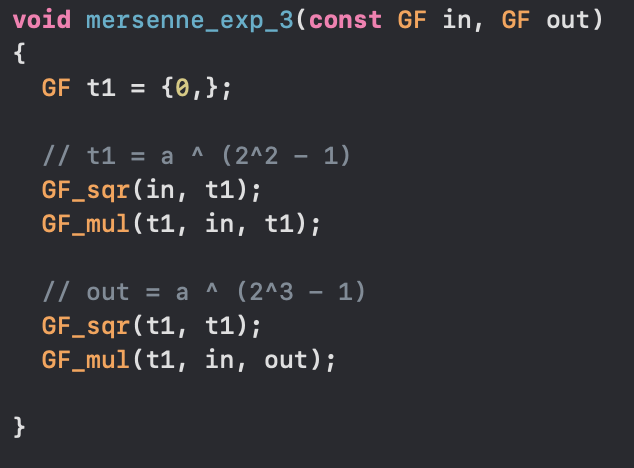 void mersenne_exp_3(const GF in, GF out)
{
  GF t1 = {0,};

  // t1 = a ^ (2^2 - 1)
  GF_sqr(in, t1);
  GF_mul(t1, in, t1);

  // out = a ^ (2^3 - 1)
  GF_sqr(t1, t1);
  GF_mul(t1, in, out);

}